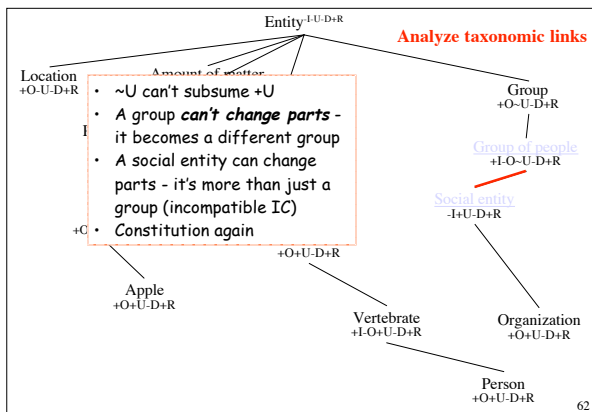 Entity-I-U-D+R
Analyze taxonomic links
Location
+O-U-D+R
Amount of matter
Group
+O~U-D+R
Group of people
+I-O~U-D+R
Social entity
-I+U-D+R
• ~U can't subsume +U
• A group can't change parts -
it becomes a different group
• A social entity can change
parts - it's more than just a
group (incompatible IC)
• Constitution again
+O+U-D+R
Apple
+O+U-D+R
Vertebrate
+I-O+U-D+R
Organization
+O+U-D+R
Person
+O+U-D+R
62